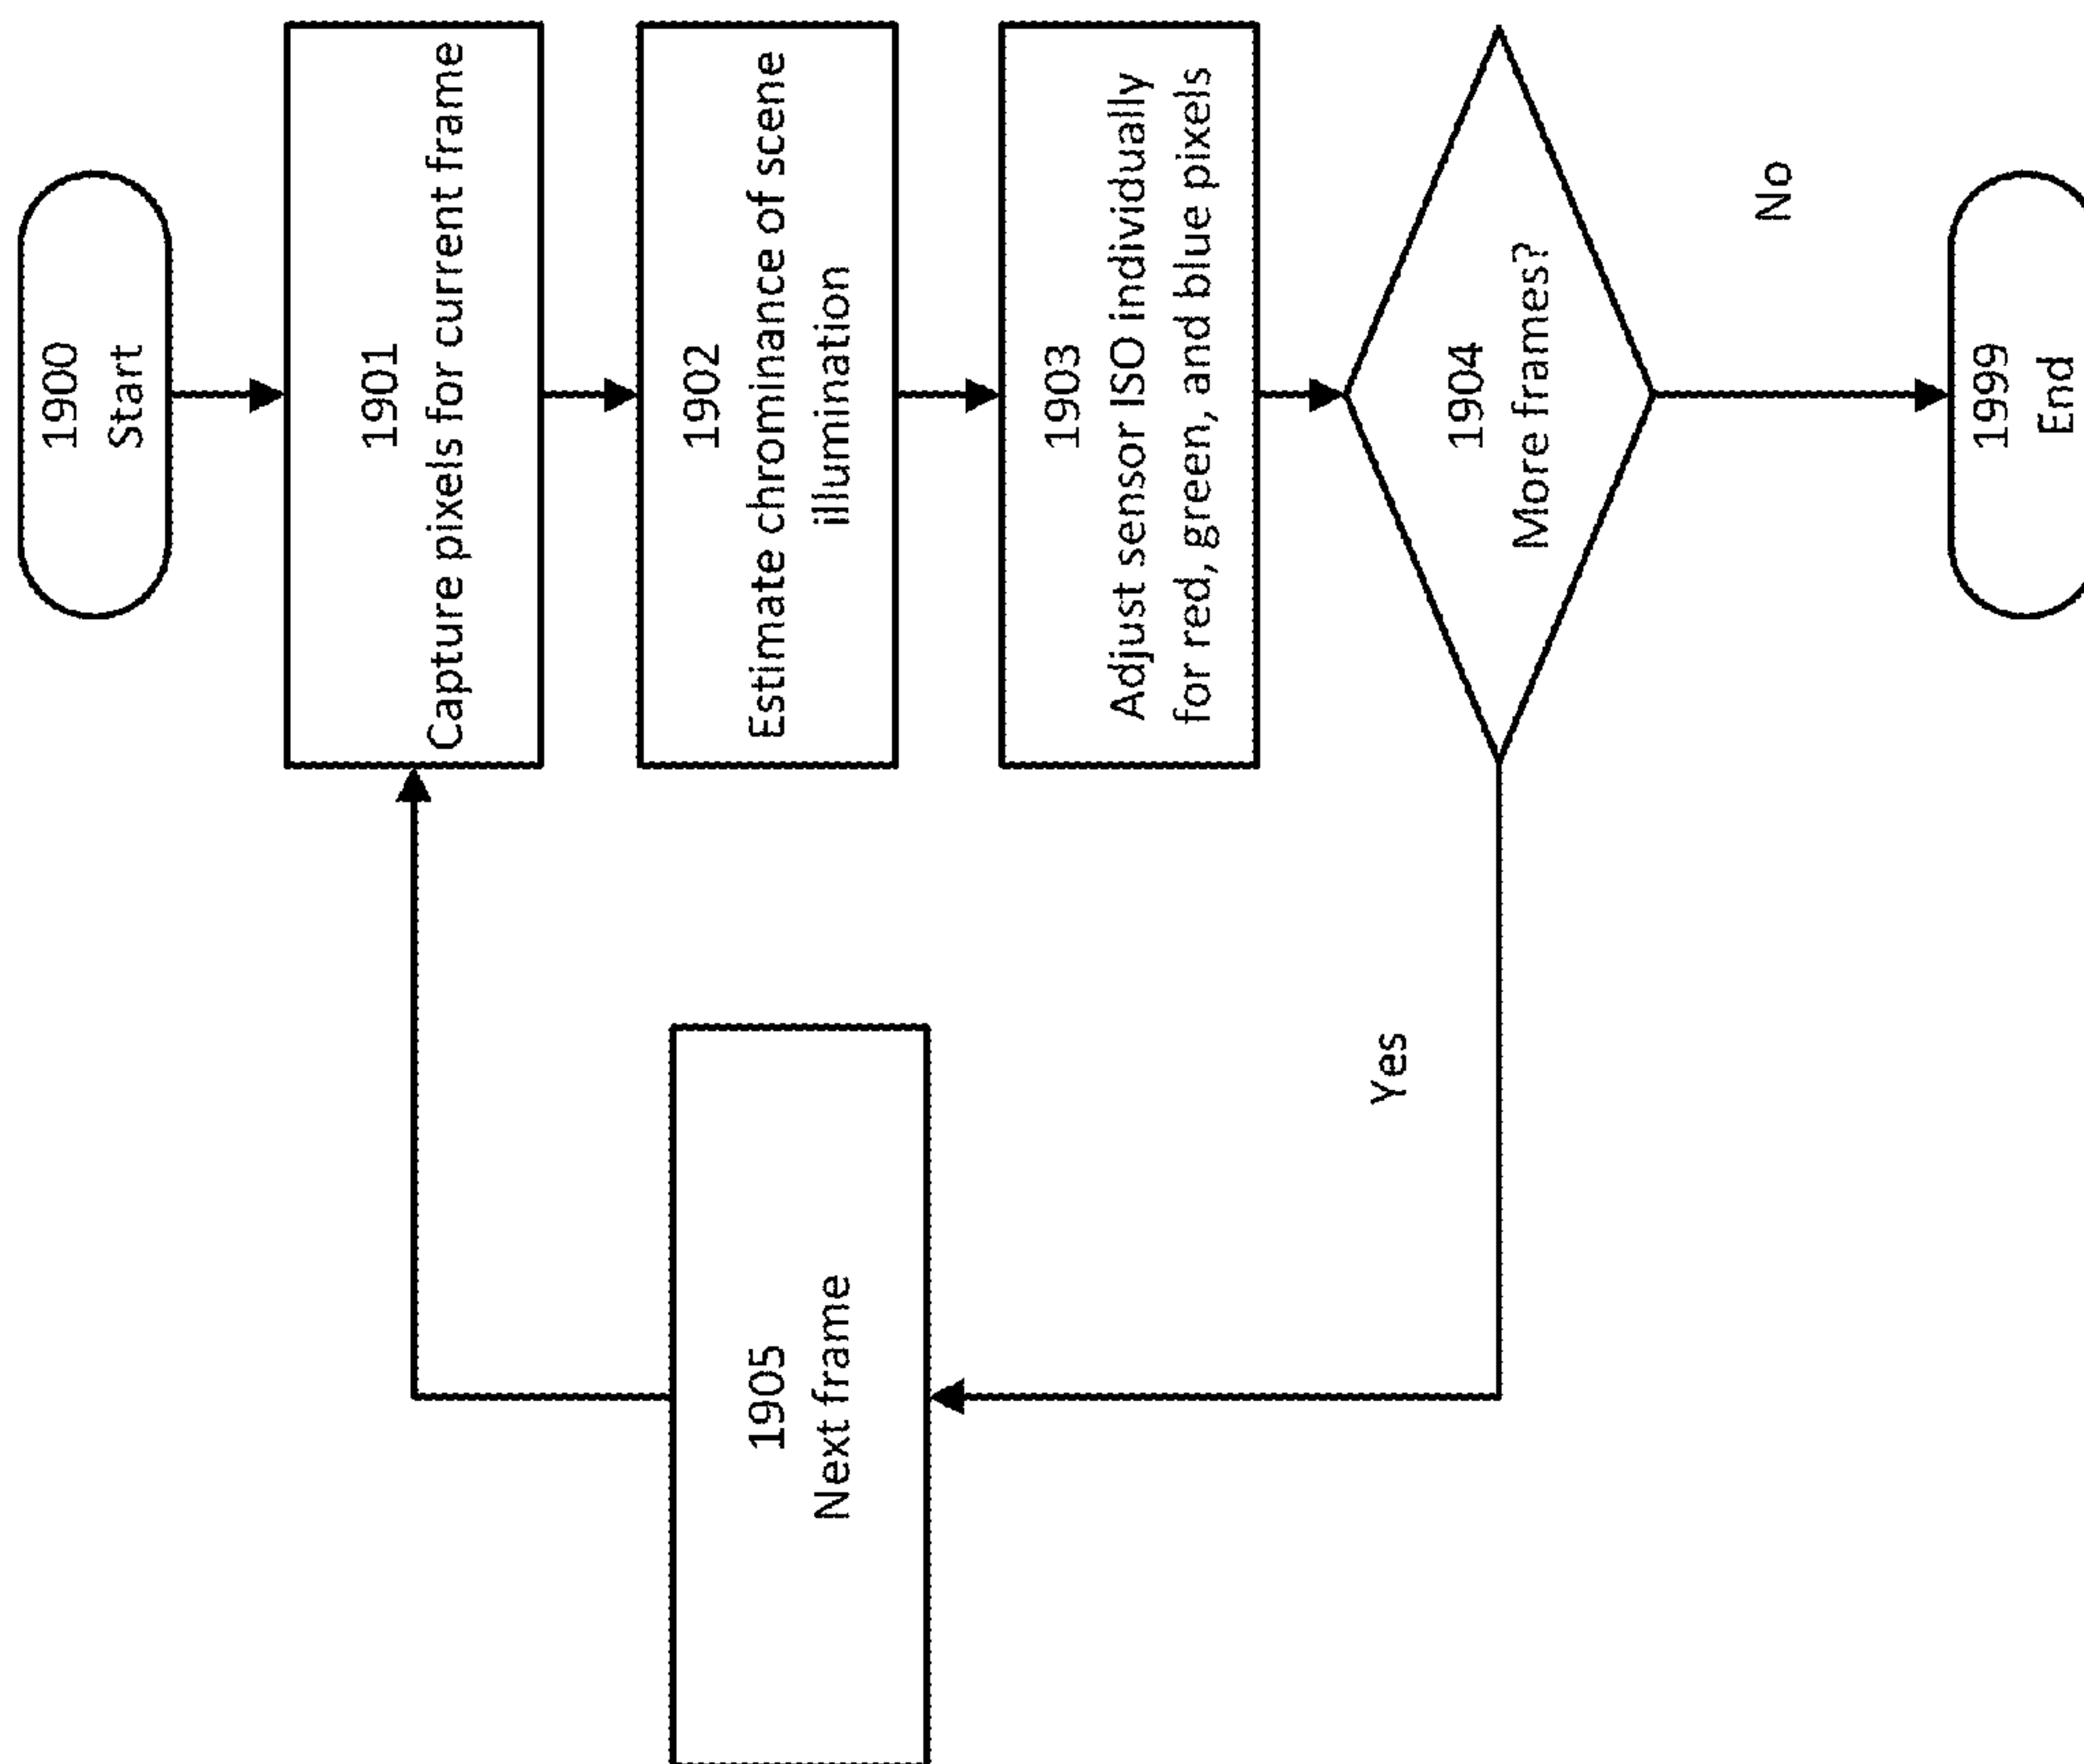 1900
Start
1901
Capture pixels for current frame
1902
Estimate chrominance of scene
illumination
1903
Adjust sensor ISO individually
for red, green, and blue pixels
1904
More frames?
No
1999
End
Yes
1905
Next frame